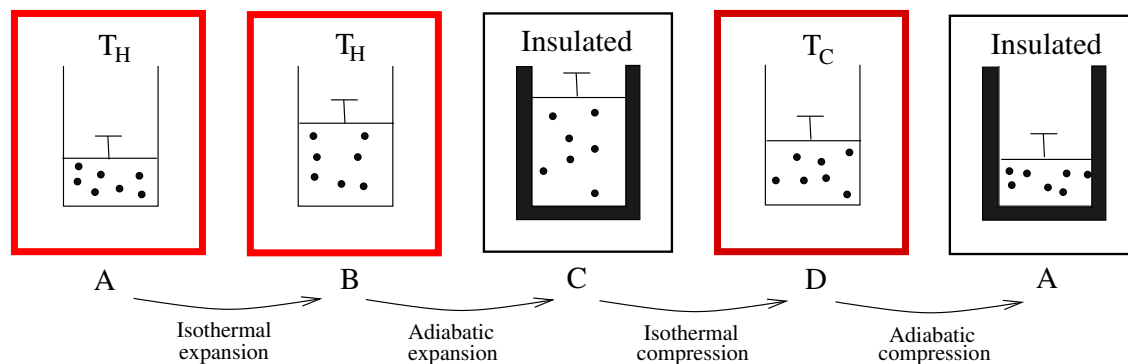 T_H
T_H
Insulated
T_C
Insulated
A
B
C
D
A
Isothermal
expansion
Adiabatic
expansion
Isothermal
compression
Adiabatic
compression